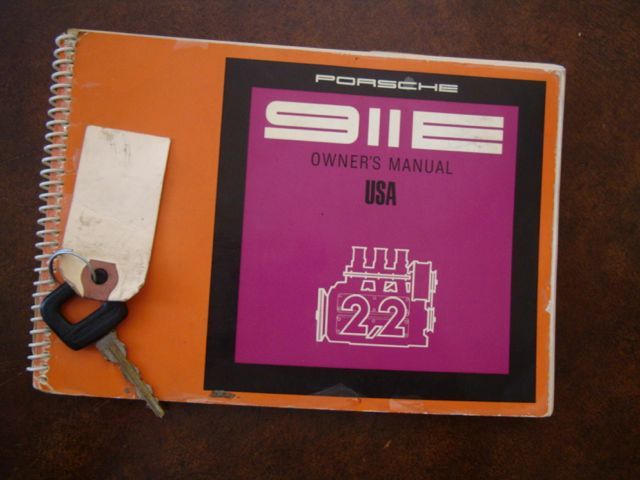 PORSCHE
911E
OWNER'S MANUAL
USA
2,2